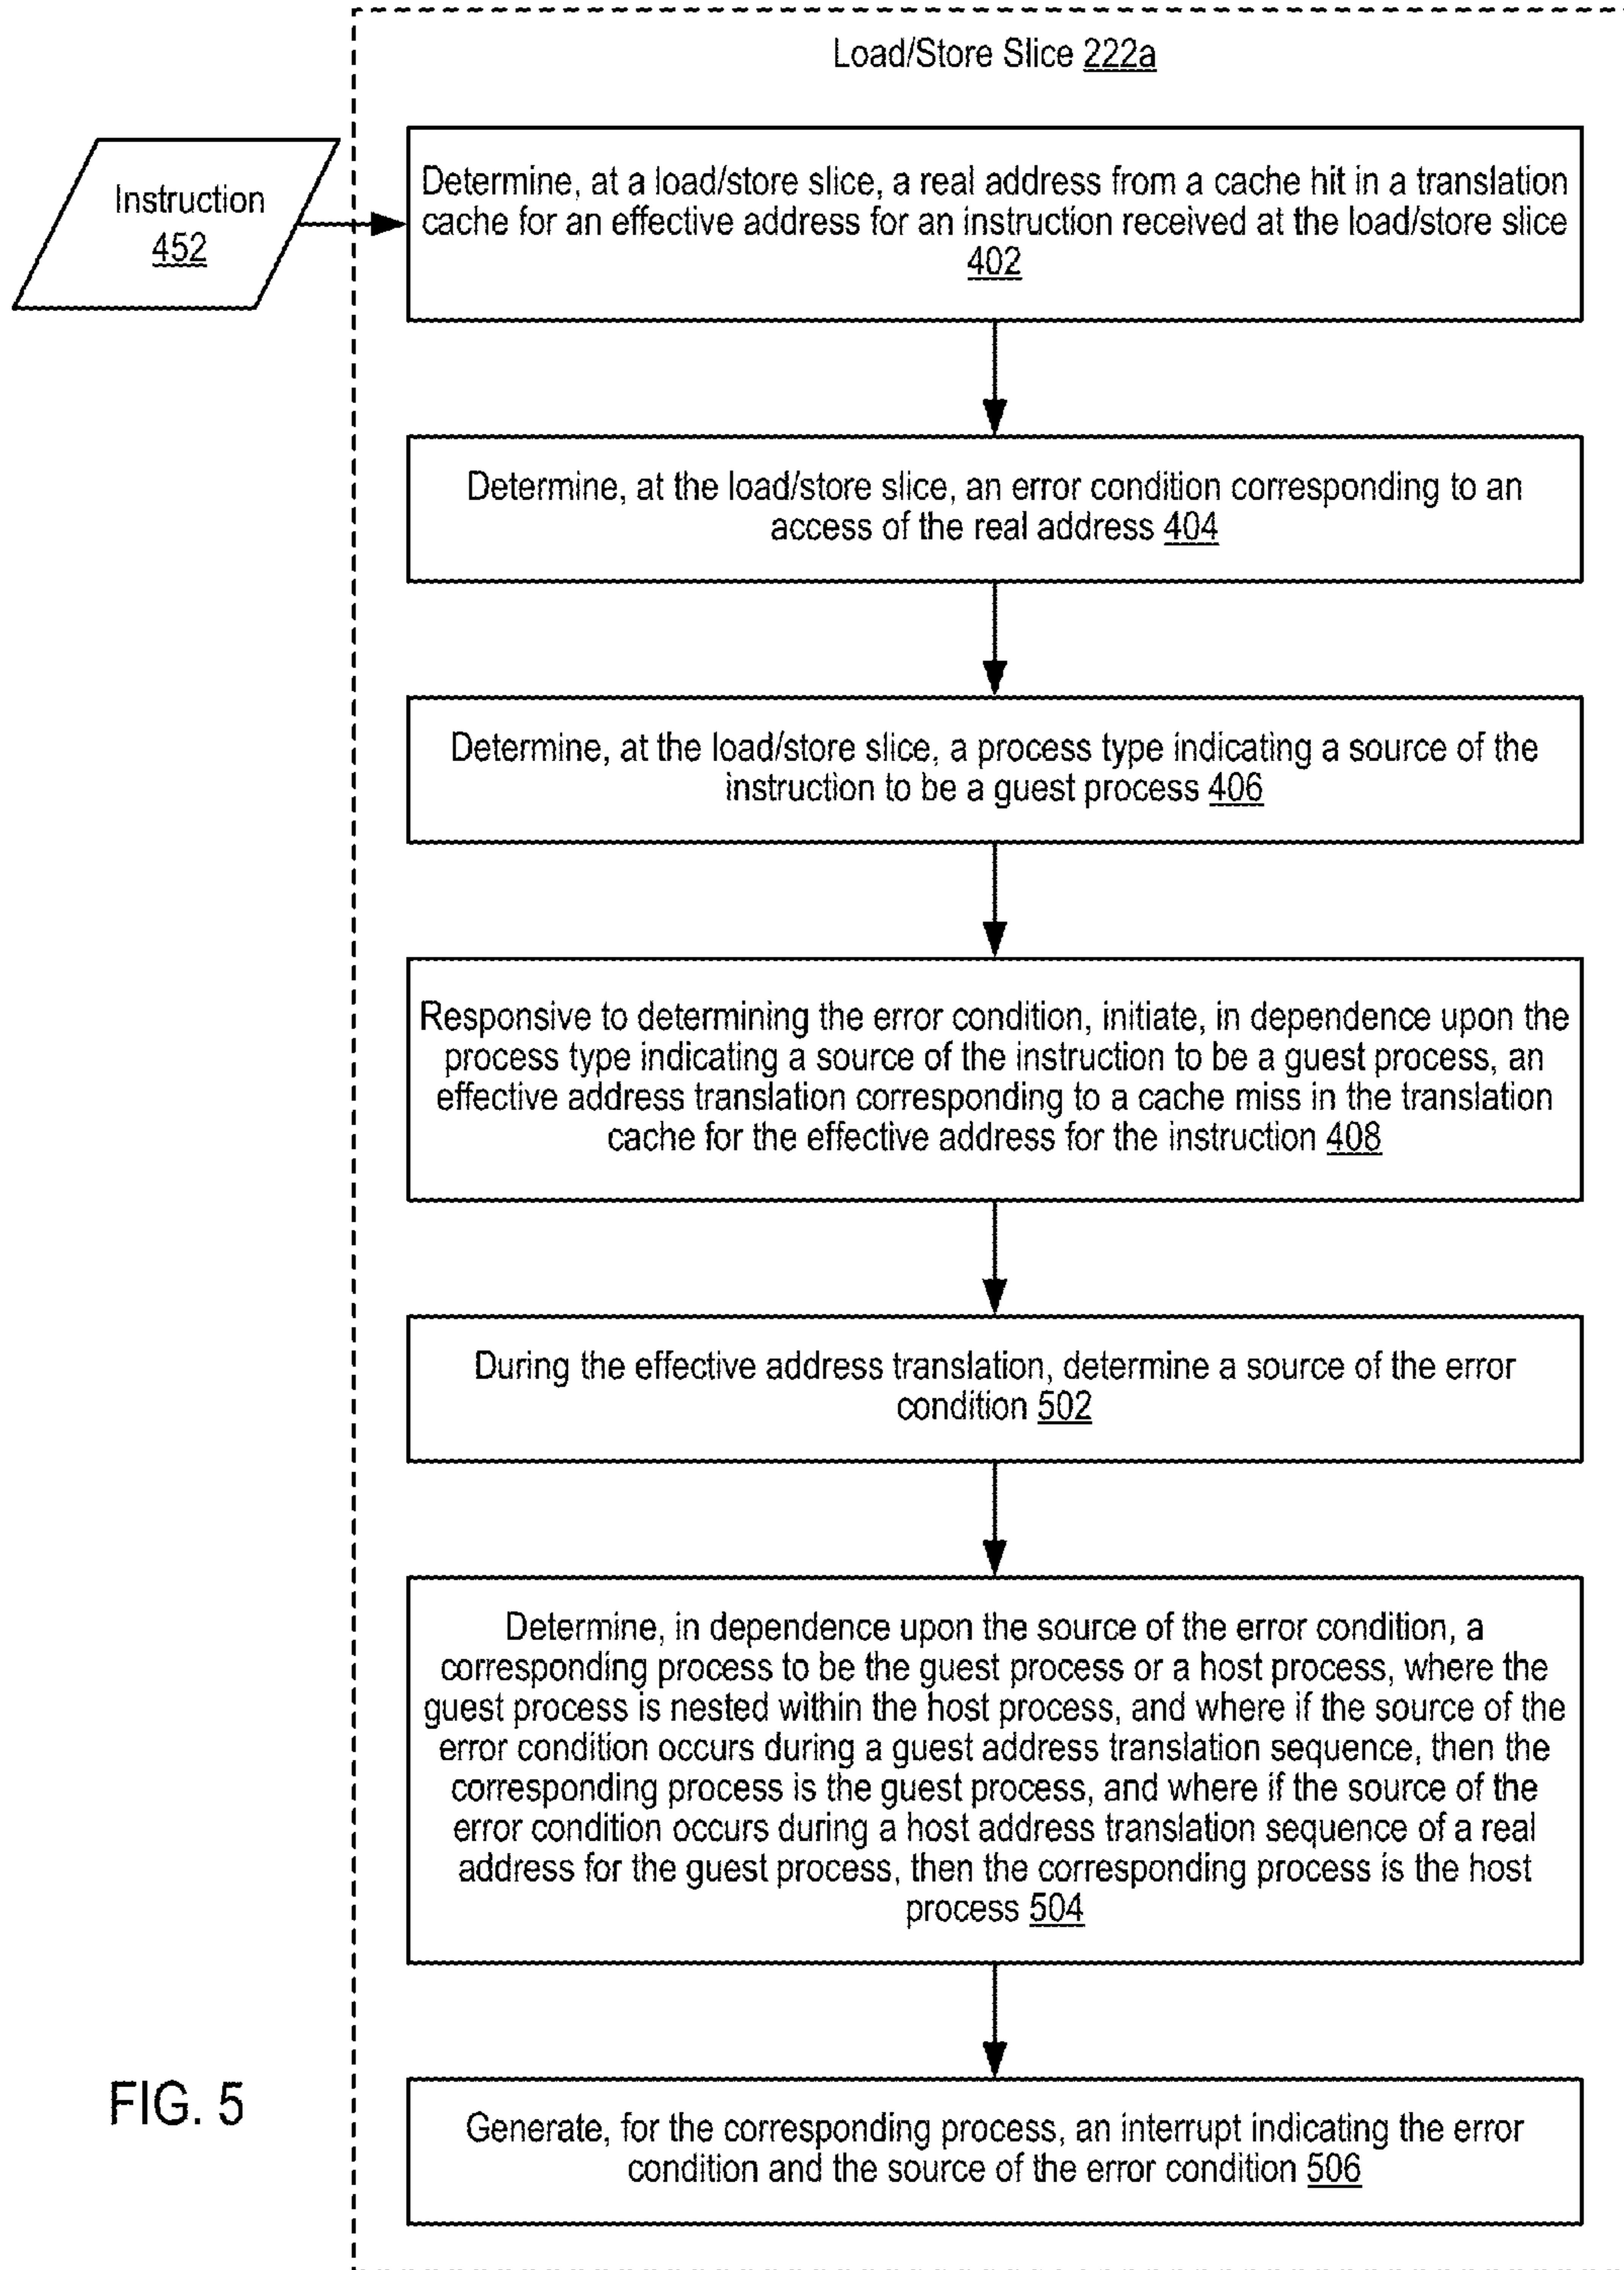 Load/Store Slice 222a
Instruction
452
Determine, at a load/store slice, a real address from a cache hit in a translation
cache for an effective address for an instruction received at the load/store slice
402
Determine, at the load/store slice, an error condition corresponding to an
access of the real address 404
Determine, at the load/store slice, a process type indicating a source of the
instruction to be a guest process 406
Responsive to determining the error condition, initiate, in dependence upon the
process type indicating a source of the instruction to be a guest process, an
effective address translation corresponding to a cache miss in the translation
cache for the effective address for the instruction 408
During the effective address translation, determine a source of the error
condition 502
Determine, in dependence upon the source of the error condition, a
corresponding process to be the guest process or a host process, where the
guest process is nested within the host process, and where if the source of the
error condition occurs during a guest address translation sequence, then the
corresponding process is the guest process, and where if the source of the
error condition occurs during a host address translation sequence of a real
address for the guest process, then the corresponding process is the host
process 504
Generate, for the corresponding process, an interrupt indicating the error
condition and the source of the error condition 506
FIG. 5